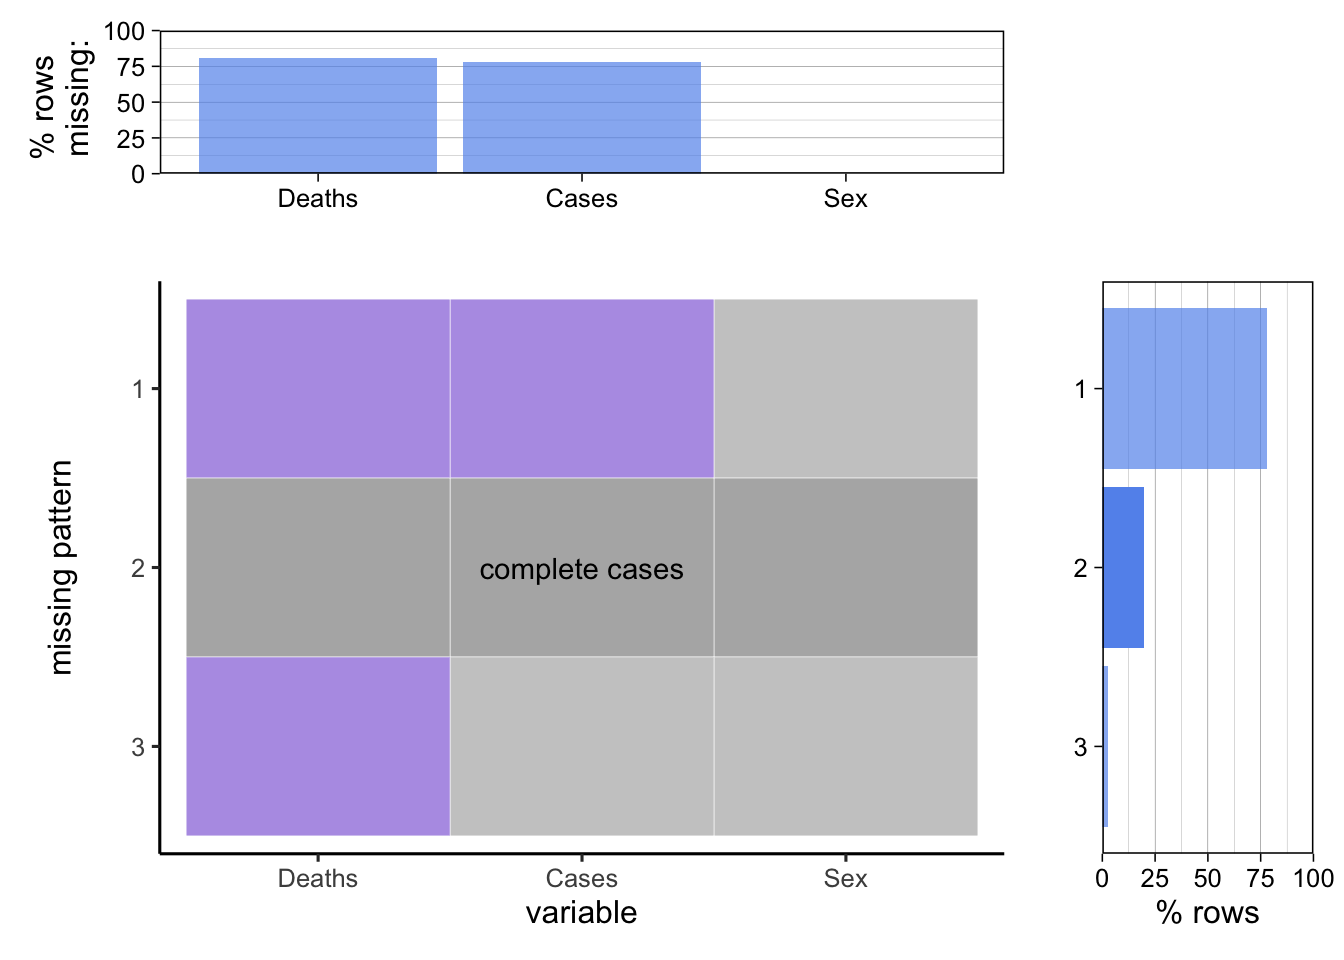 % rows
missing:
100
75
50
25
0
Deaths Cases Sex
missing pattern
1
2
3
complete cases
Deaths Cases Sex
variable
1
2
3
0 25 50 75 100
% rows